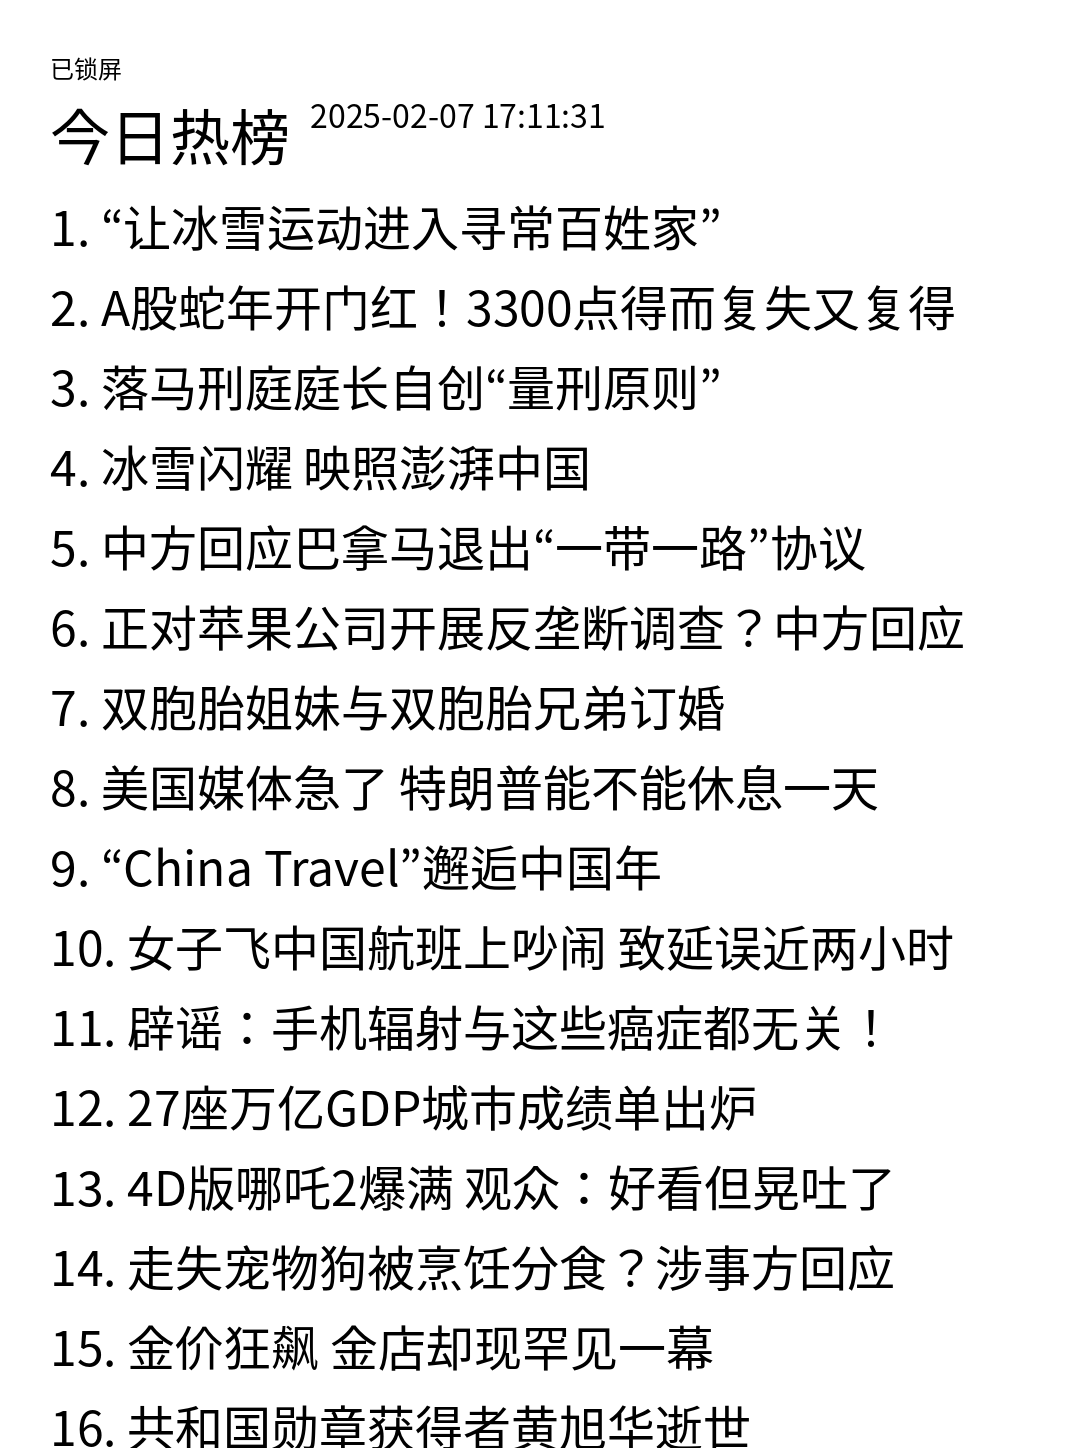 已锁屏
今日热榜 2025-02-07 17:11:31
1. “让冰雪运动进入寻常百姓家”
2. A股蛇年开门红！3300点得而复失又复得
3. 落马刑庭庭长自创“量刑原则”
4. 冰雪闪耀 映照澎湃中国
5. 中方回应巴拿马退出“一带一路”协议
6. 正对苹果公司开展反垄断调查？中方回应
7. 双胞胎姐妹与双胞胎兄弟订婚
8. 美国媒体急了 特朗普能不能休息一天
9. “China Travel”邂逅中国年
10. 女子飞中国航班上吵闹 致延误近两小时
11. 辟谣：手机辐射与这些癌症都无关！
12. 27座万亿GDP城市成绩单出炉
13. 4D版哪吒2爆满 观众：好看但晃吐了
14. 走失宠物狗被烹饪分食？涉事方回应
15. 金价狂飙 金店却现罕见一幕
16. 共和国勋章获得者黄旭华逝世